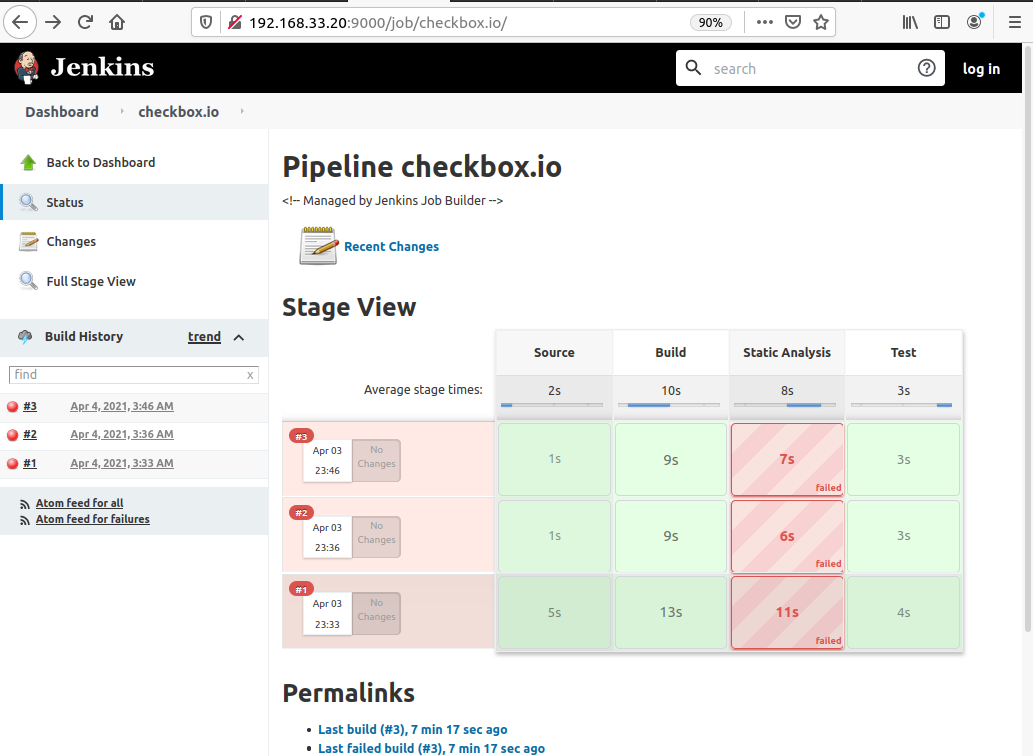 192.168.33.20:9000/job/checkbox.io/
90%
Jenkins
search
log in
Dashboard
checkbox.io
Back to Dashboard
Status
Changes
Full Stage View
Build History
trend
find
x
#3
Apr 4, 2021, 3:46 AM
#2
Apr 4, 2021, 3:36 AM
#1
Apr 4, 2021, 3:33 AM
Atom feed for all
Atom feed for failures
Pipeline checkbox.io
<!-- Managed by Jenkins Job Builder -->
Recent Changes
Stage View
Source Build Static Analysis Test
Average stage times: 2s 10s 8s 3s
#3
Apr 03
23:46
No
Changes
1s 9s 7s 3s
failed
#2
Apr 03
23:36
No
Changes
1s 9s 6s 3s
failed
#1
Apr 03
23:33
No
Changes
5s 13s 11s 4s
failed
Permalinks
• Last build (#3), 7 min 17 sec ago
• Last failed build (#3), 7 min 17 sec ago